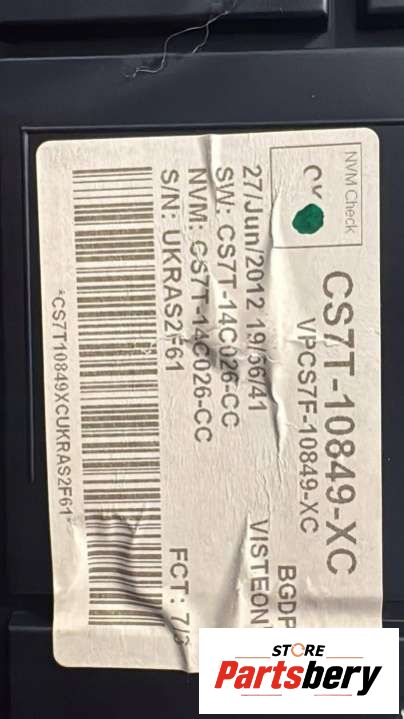 NVM Check
CS7T-10849-XC
VPCS7F-10849-XC
BGDP
27/Jun/2012 19/56/41
VISTEON
SW: CS7T-14C026-CC
NVM: CS7T-14C026-CC
S/N: UKRAS2F61
FCT: 7/
*CS7T10849XCUKRAS2F61*
STORE
Partsbery